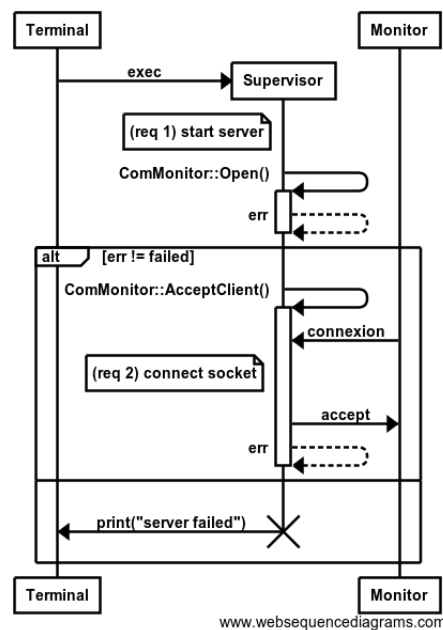 Terminal
Monitor
exec
Supervisor
(req 1) start server
ComMonitor::Open()
err
alt [err != failed]
ComMonitor::AcceptClient()
connexion
(req 2) connect socket
accept
err
print("server failed")
Terminal
Monitor
www.websequencediagrams.com